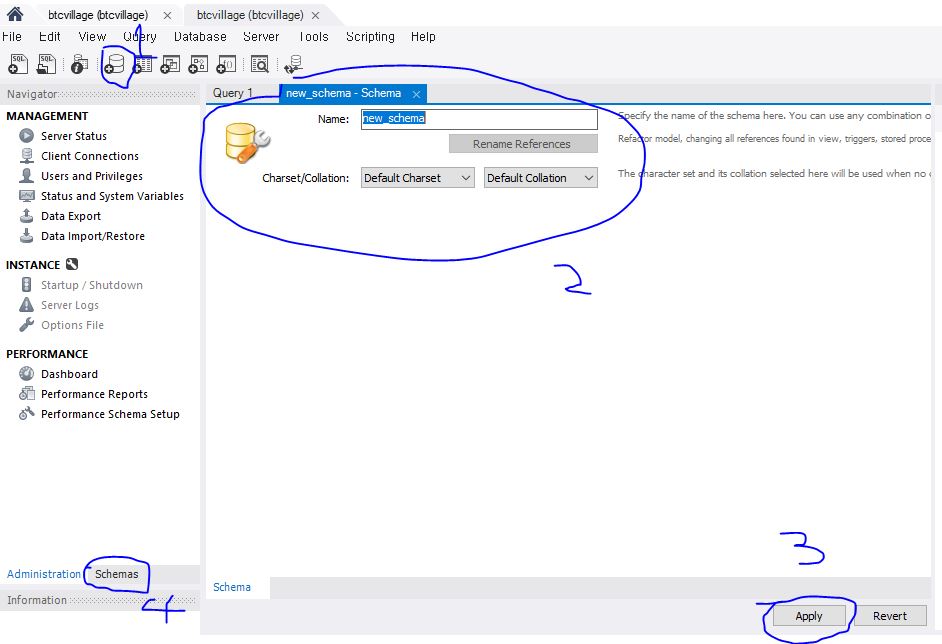 btcvillage (btcvillage) × btcvillage (btcvillage) ×
File Edit View Query Database Server Tools Scripting Help
1
SQL SQL
Navigator
Query 1 new_schema - Schema ×
MANAGEMENT
Server Status
Client Connections
Users and Privileges
Status and System Variables
Data Export
Data Import/Restore
INSTANCE
Startup / Shutdown
Server Logs
Options File
PERFORMANCE
Dashboard
Performance Reports
Performance Schema Setup
Name: new_schema
Specify the name of the schema here. You can use any combination o
Rename References
Refactor model, changing all references found in view, triggers, stored proce
Charset/Collation: Default Charset Default Collation
The character set and its collation selected here will be used when no
2
3
Administration Schemas
Schema
Information
4
Apply Revert